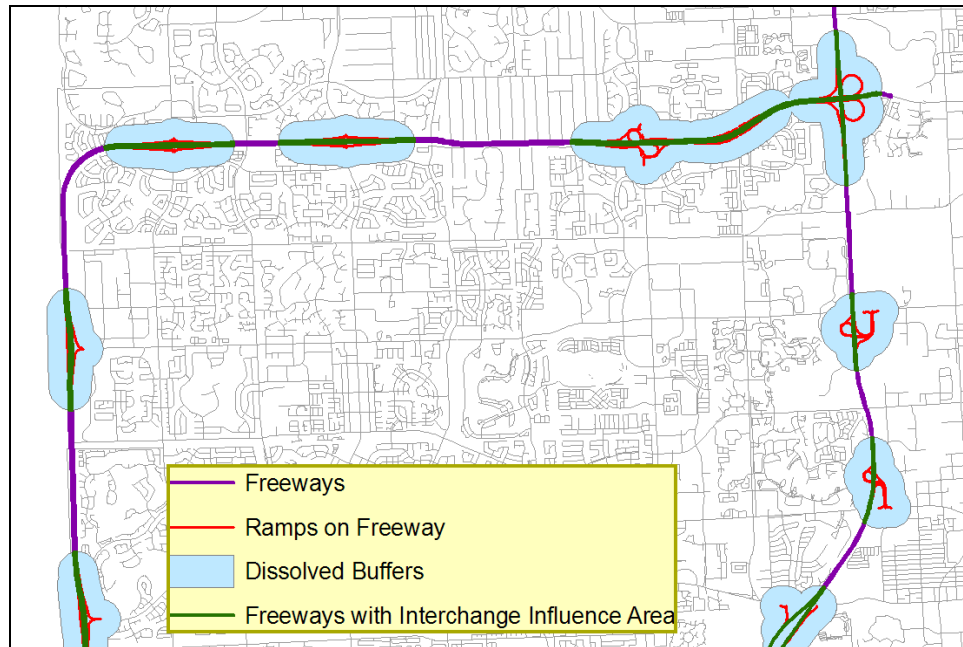 Freeways
Ramps on Freeway
Dissolved Buffers
Freeways with Interchange Influence Area